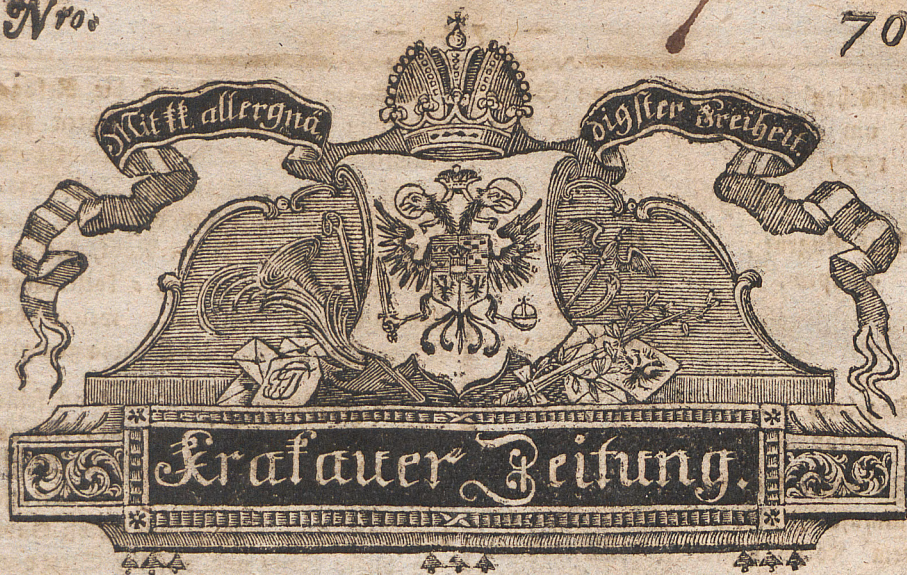 Nro.
70
Mit kk. allergnä
digster Freiheit
Krakauer Zeitung.